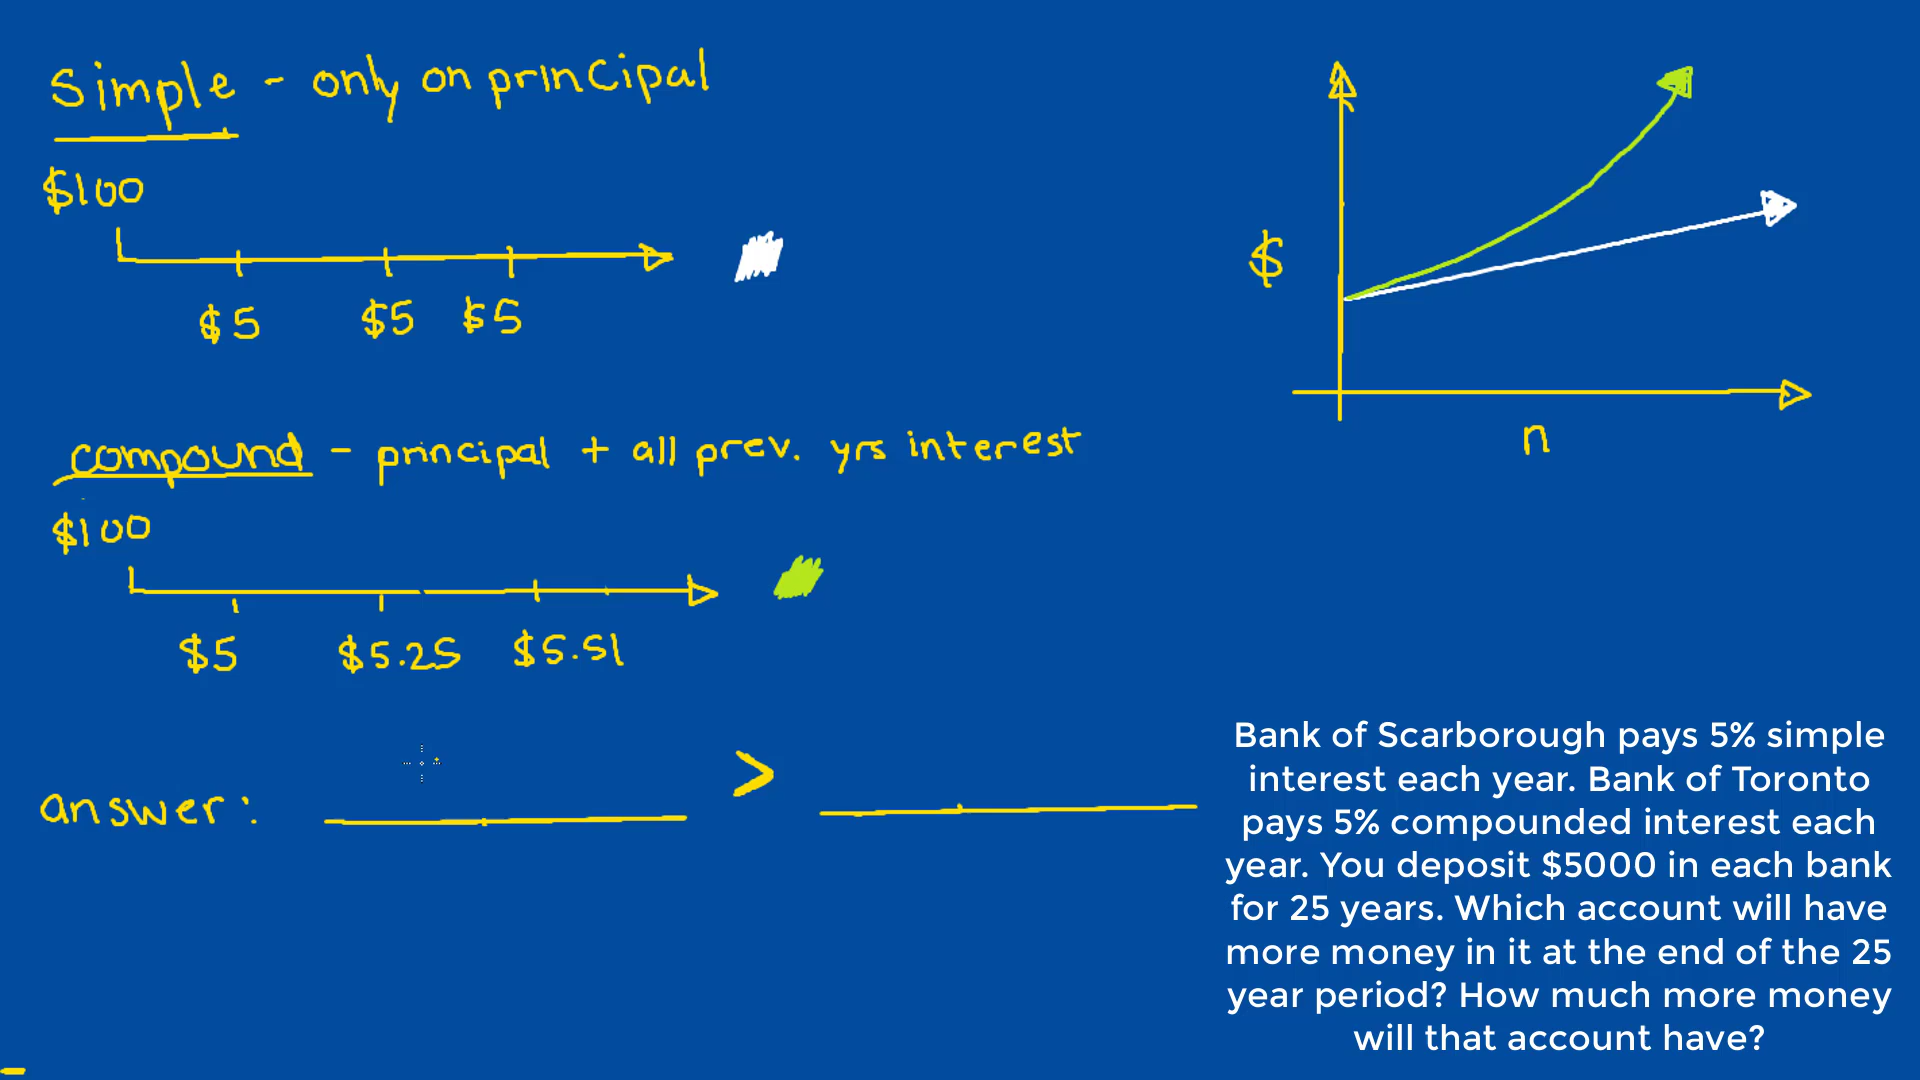 Simple - only on principal
$100
$5 $5 $5
compound - principal + all prev. yrs interest
$100
$5 $5.25 $5.51
answer: ______ > ______
$
n
Bank of Scarborough pays 5% simple
interest each year. Bank of Toronto
pays 5% compounded interest each
year. You deposit $5000 in each bank
for 25 years. Which account will have
more money in it at the end of the 25
year period? How much more money
will that account have?